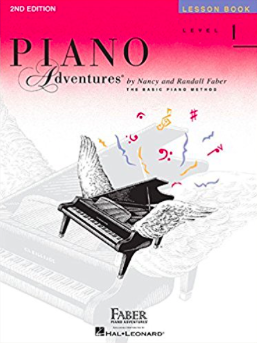 2ND EDITION
LESSON BOOK
LEVEL 1
PIANO
Adventures®
by Nancy and Randall Faber
THE BASIC PIANO METHOD
FABER
PIANO ADVENTURES®
HAL•LEONARD®